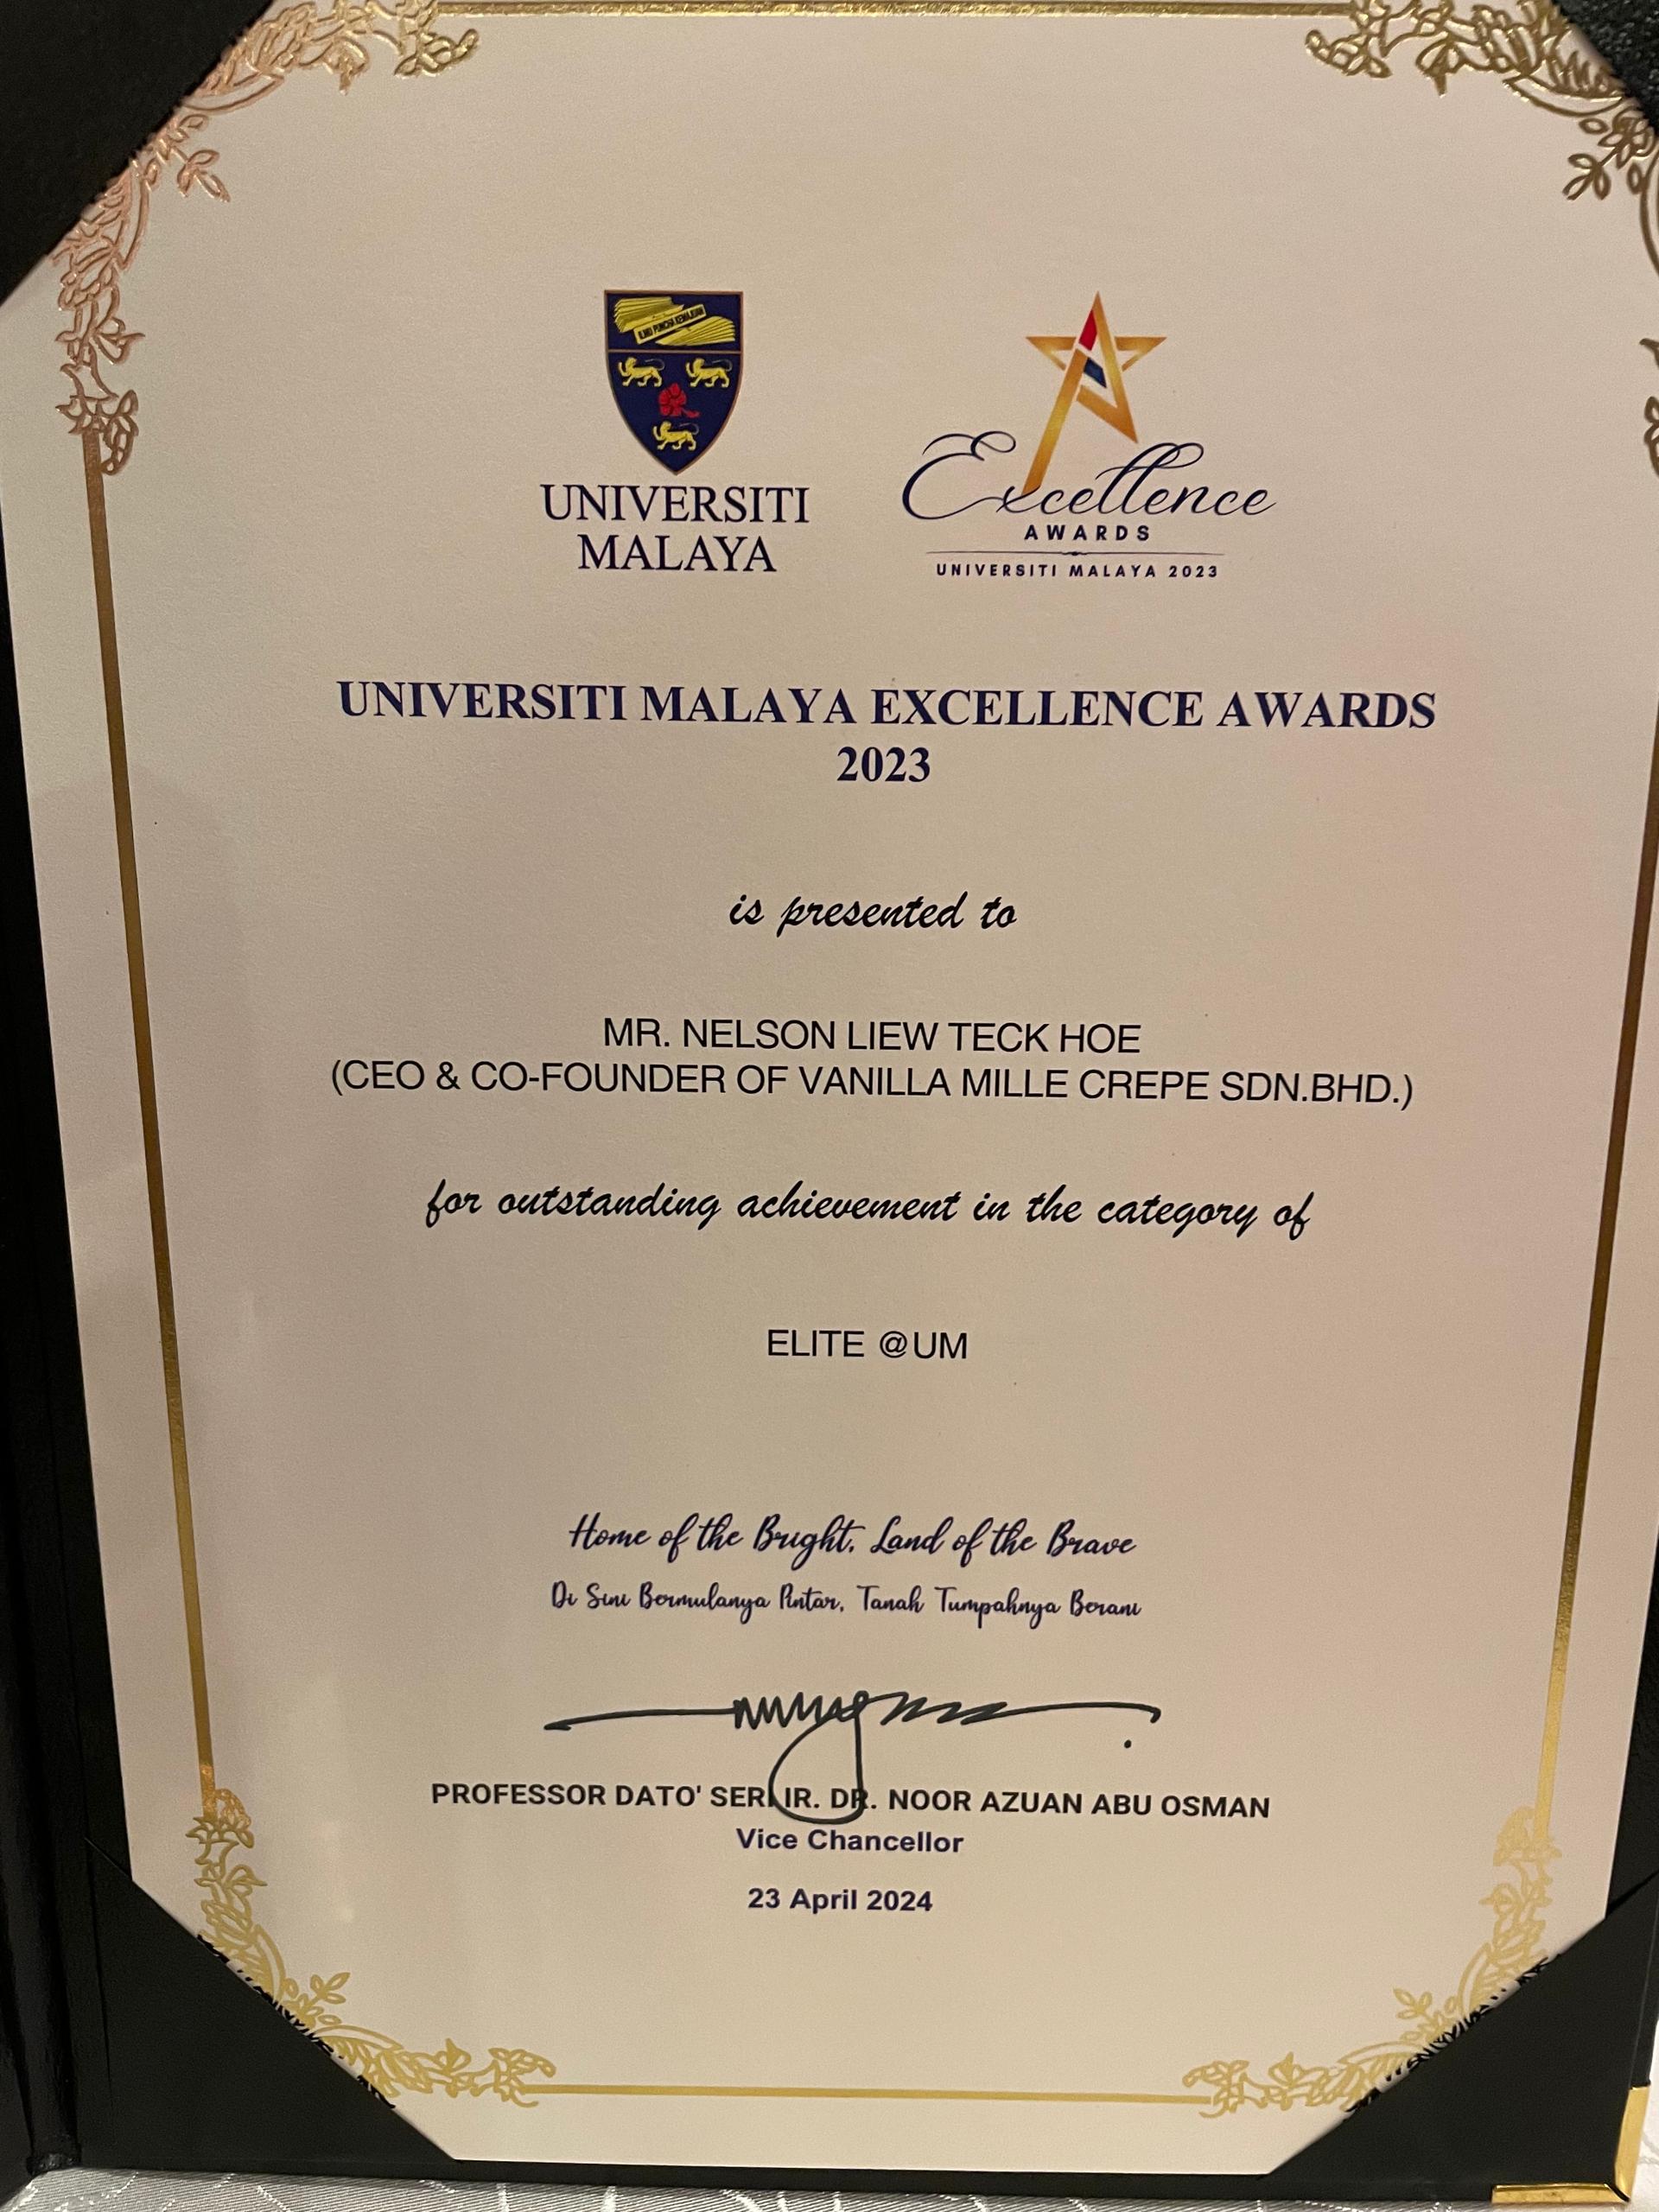 ILMU PUNCHA KEMAJUAN
UNIVERSITI
MALAYA
Excellence
AWARDS
UNIVERSITI MALAYA 2023
UNIVERSITI MALAYA EXCELLENCE AWARDS
2023
is presented to
MR. NELSON LIEW TECK HOE
(CEO & CO-FOUNDER OF VANILLA MILLE CREPE SDN.BHD.)
for outstanding achievement in the category of
ELITE @UM
Home of the Bright, Land of the Brave
Di Sini Bermulanya Pintar, Tanah Tumpahnya Berani
PROFESSOR DATO' SERI IR. DR. NOOR AZUAN ABU OSMAN
Vice Chancellor
23 April 2024